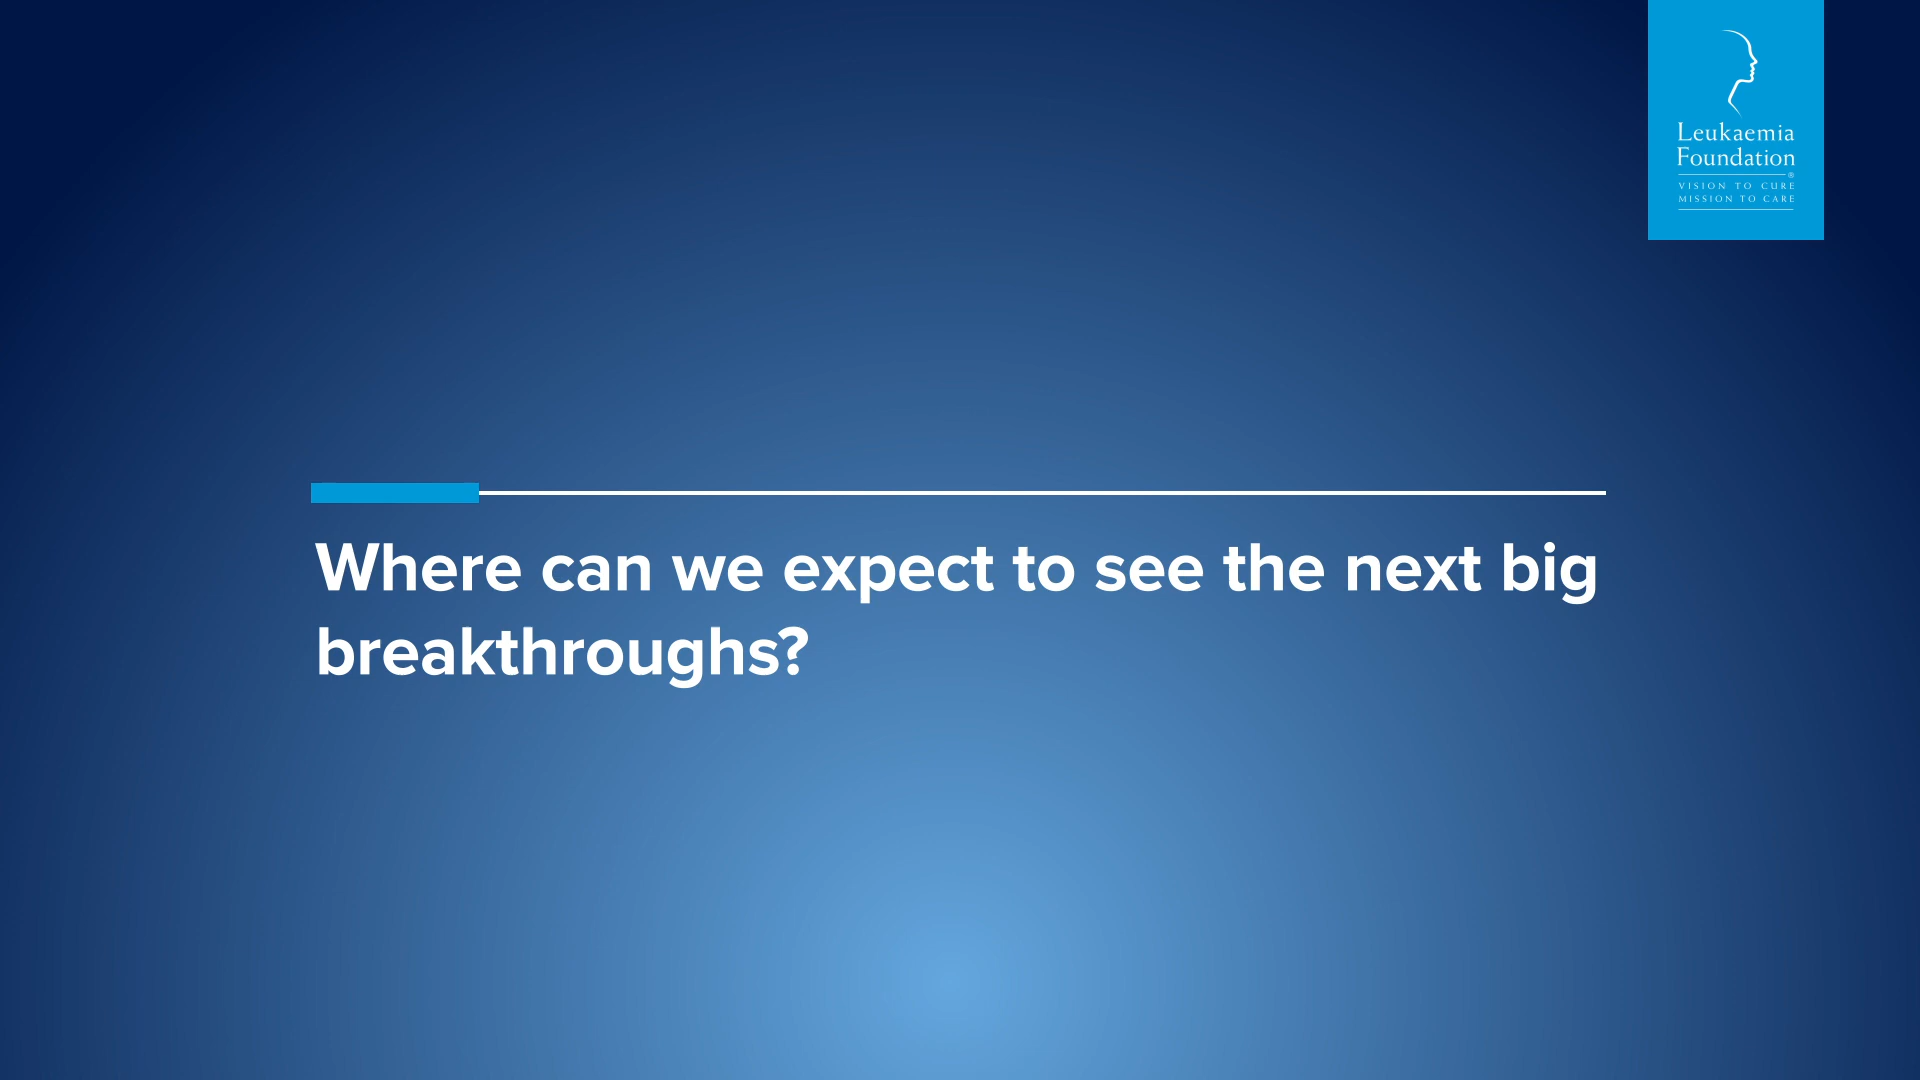 Leukaemia
Foundation
®
VISION TO CURE
MISSION TO CARE
Where can we expect to see the next big
breakthroughs?